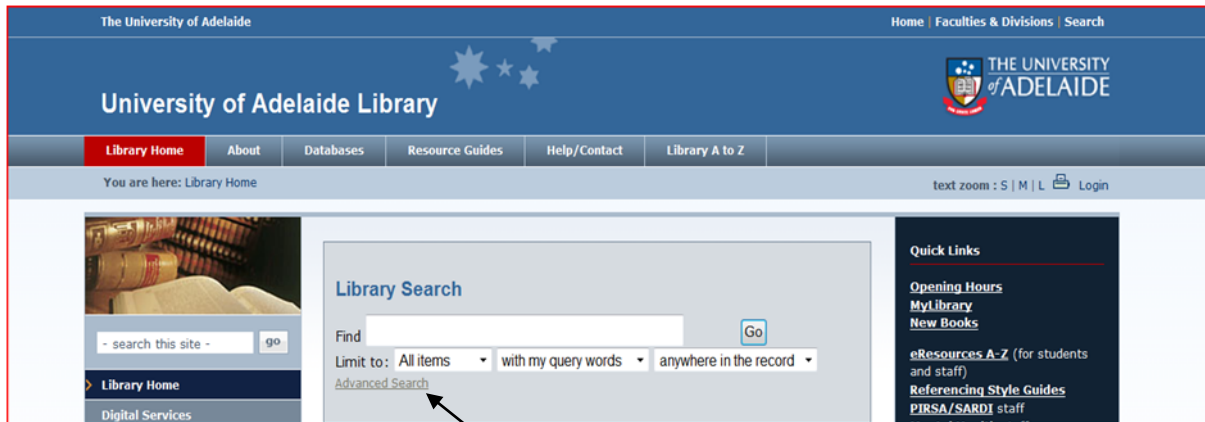 The University of Adelaide
Home | Faculties & Divisions | Search
THE UNIVERSITY
of ADELAIDE
University of Adelaide Library
Library Home About Databases Resource Guides Help/Contact Library A to Z
You are here: Library Home
text zoom : S | M | L Login
- search this site - go
Library Home
Digital Services
Library Search
Find Go
Limit to: All items with my query words anywhere in the record
Advanced Search
Quick Links
Opening Hours
MyLibrary
New Books
eResources A-Z (for students
and staff)
Referencing Style Guides
PIRSA/SARDI staff